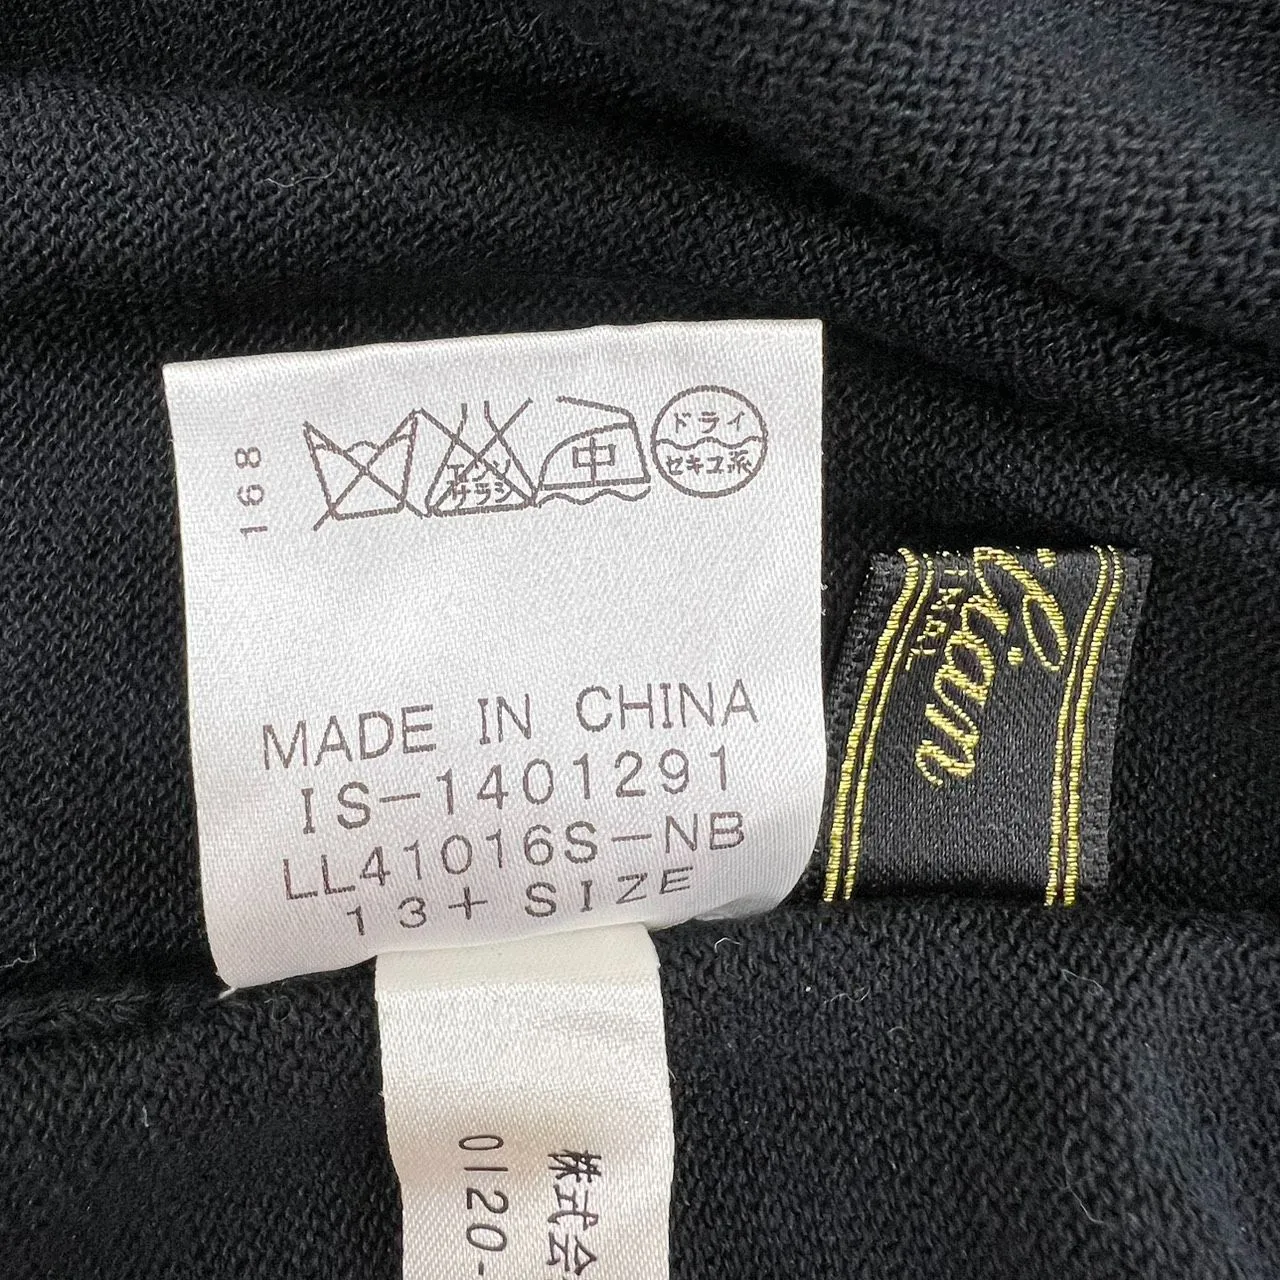 168
エンソ
サラシ
中
ドライ
セキユ系
MADE IN CHINA
IS-1401291
LL41016S-NB
13+ SIZE
株式会
0120-